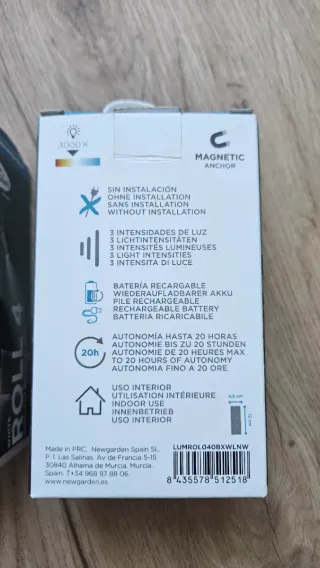 3000 K
MAGNETIC
ANCHOR
SIN INSTALACIÓN
OHNE INSTALLATION
SANS INSTALLATION
WITHOUT INSTALLATION
3 INTENSIDADES DE LUZ
3 LICHTINTENSITÄTEN
3 INTENSITÉS LUMINEUSES
3 LIGHT INTENSITIES
3 INTENSITÀ DI LUCE
BATERÍA RECARGABLE
WIEDERAUFLADBARER AKKU
PILE RECHARGEABLE
RECHARGEABLE BATTERY
BATTERIA RICARICABILE
20h
AUTONOMÍA HASTA 20 HORAS
AUTONOMIE BIS ZU 20 STUNDEN
AUTONOMIE DE 20 HEURES MAX
TO 20 HOURS OF AUTONOMY
AUTONOMIA FINO A 20 ORE
USO INTERIOR
UTILISATION INTÉRIEURE
INDOOR USE
INNENBETRIEB
USO INTERIOR
4,5 cm
Made in PRC. Newgarden Spain SL.
P. I. Las Salinas. Av de Francia 5-15
30840 Alhama de Murcia. Murcia.
Spain. T.+34 968 97 88 06
www.newgarden.es
LUMROL040BXWLNW
8 435578 512518
WHITE
ROLL 4